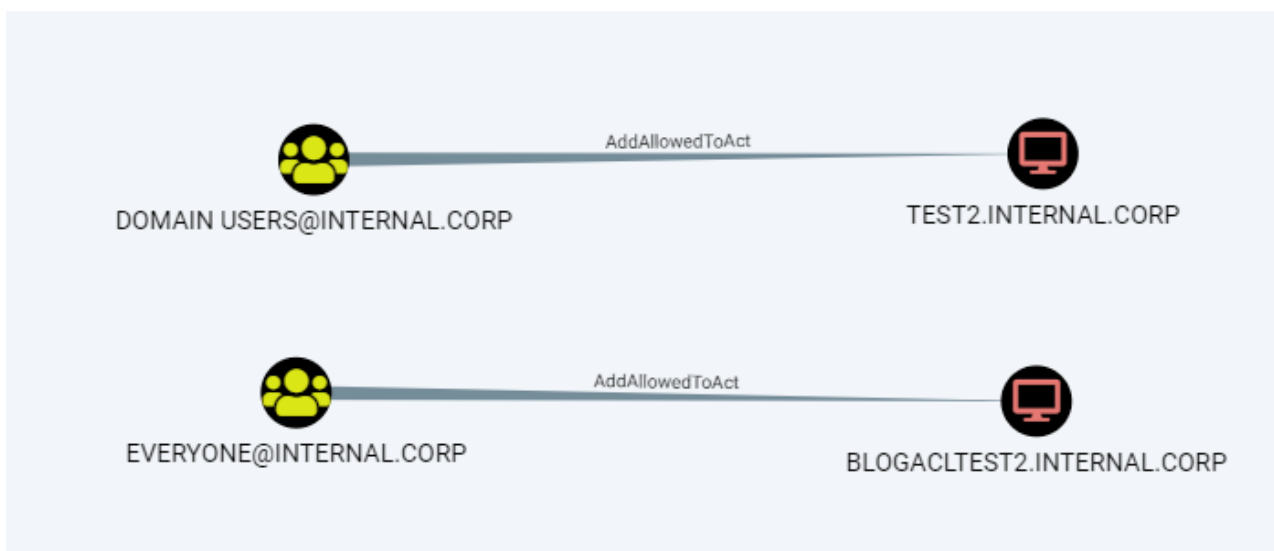 AddAllowedToAct
DOMAIN USERS@INTERNAL.CORP
TEST2.INTERNAL.CORP
AddAllowedToAct
EVERYONE@INTERNAL.CORP
BLOGACLTEST2.INTERNAL.CORP